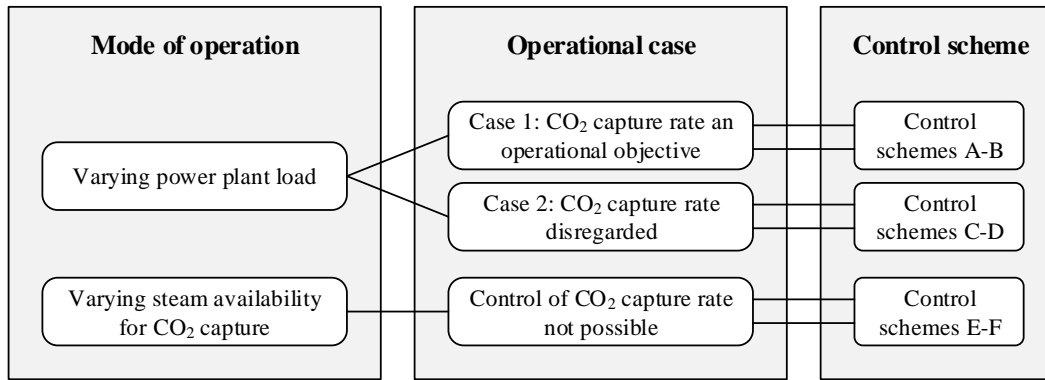 Mode of operation
Varying power plant load
Varying steam availability
for CO₂ capture
Operational case
Case 1: CO₂ capture rate an
operational objective
Case 2: CO₂ capture rate
disregarded
Control of CO₂ capture rate
not possible
Control scheme
Control
schemes A-B
Control
schemes C-D
Control
schemes E-F